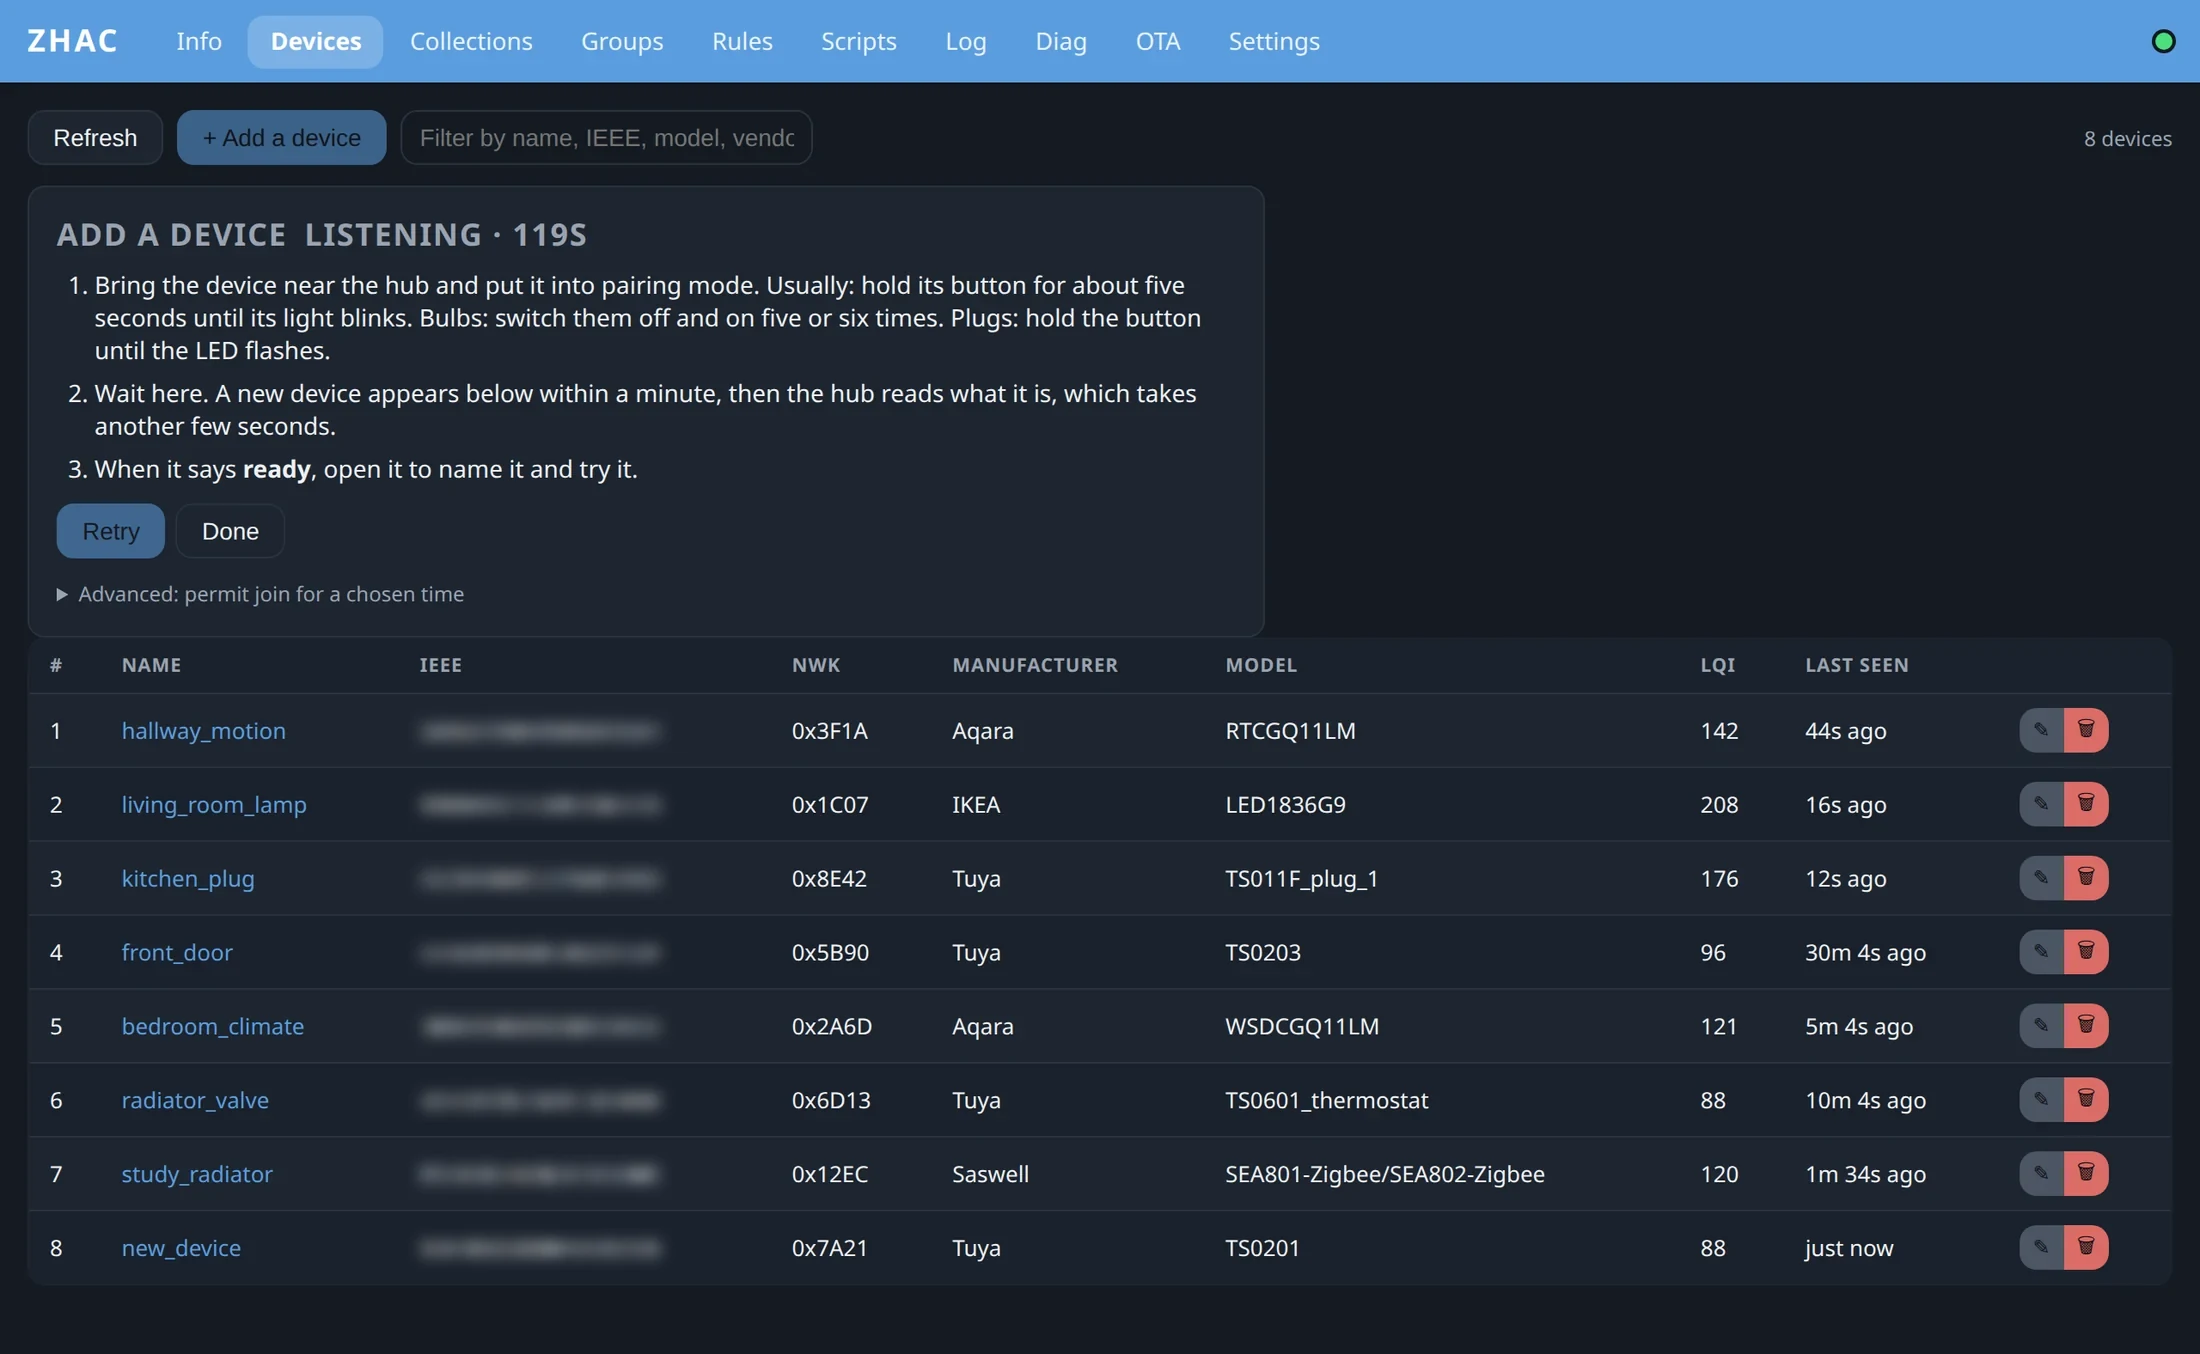 ZHAC Info Devices Collections Groups Rules Scripts Log Diag OTA Settings
Refresh + Add a device Filter by name, IEEE, model, vendo 8 devices
ADD A DEVICE LISTENING · 119S
1. Bring the device near the hub and put it into pairing mode. Usually: hold its button for about five
seconds until its light blinks. Bulbs: switch them off and on five or six times. Plugs: hold the button
until the LED flashes.
2. Wait here. A new device appears below within a minute, then the hub reads what it is, which takes
another few seconds.
3. When it says ready, open it to name it and try it.
Retry Done
▶ Advanced: permit join for a chosen time
# NAME IEEE NWK MANUFACTURER MODEL LQI LAST SEEN
1 hallway_motion 0x3F1A Aqara RTCGQ11LM 142 44s ago
2 living_room_lamp 0x1C07 IKEA LED1836G9 208 16s ago
3 kitchen_plug 0x8E42 Tuya TS011F_plug_1 176 12s ago
4 front_door 0x5B90 Tuya TS0203 96 30m 4s ago
5 bedroom_climate 0x2A6D Aqara WSDCGQ11LM 121 5m 4s ago
6 radiator_valve 0x6D13 Tuya TS0601_thermostat 88 10m 4s ago
7 study_radiator 0x12EC Saswell SEA801-Zigbee/SEA802-Zigbee 120 1m 34s ago
8 new_device 0x7A21 Tuya TS0201 88 just now